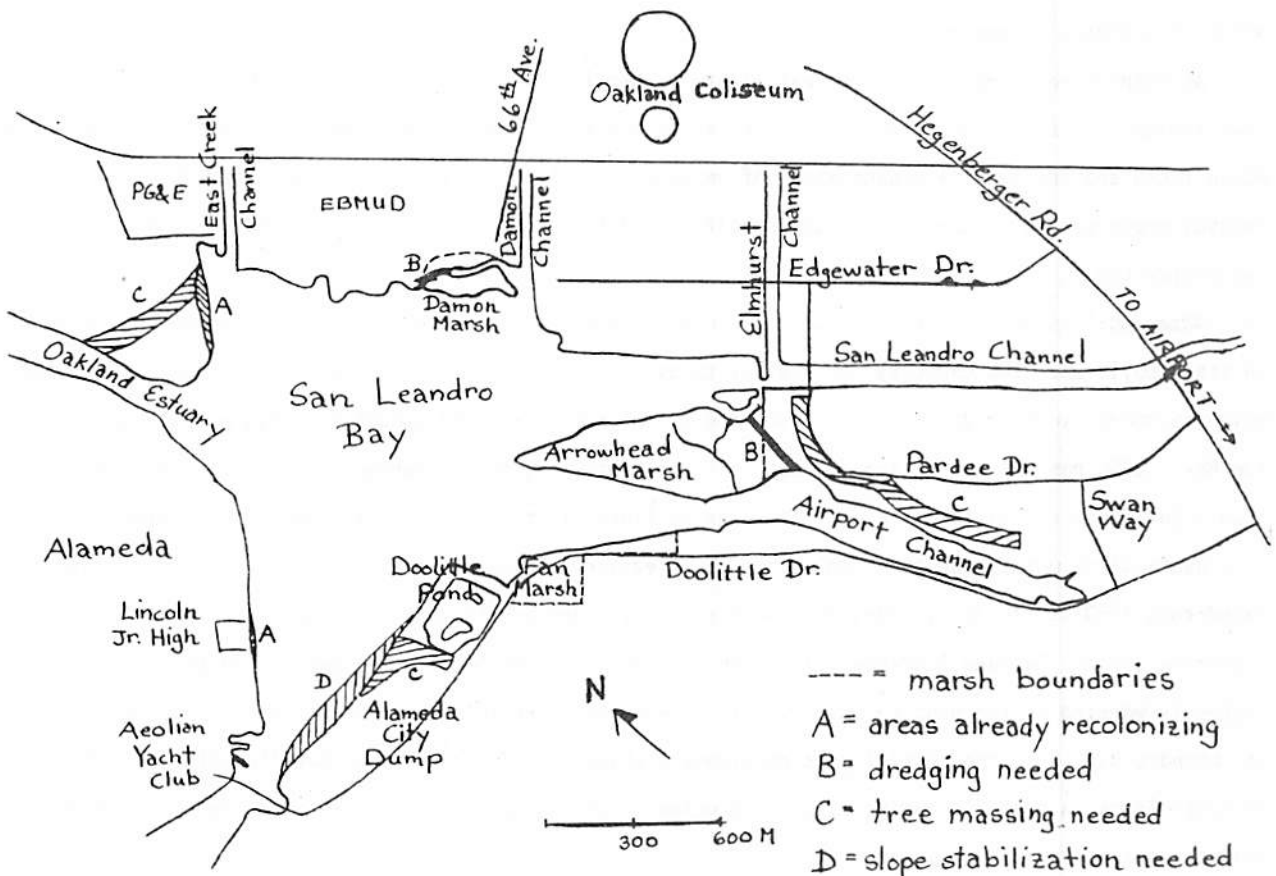 66th Ave.
Oakland Coliseum
Hegenberger Rd.
TO AIRPORT
PG&E
East Creek
Channel
EBMUD
Damon
Channel
Elmhurst
Channel
Edgewater Dr.
B
Damon
Marsh
C
A
San Leandro Channel
Oakland Estuary
San Leandro
Bay
Arrowhead
Marsh
B
Pardee Dr.
C
Swan
Way
Airport Channel
Alameda
Doolittle
Pond
Fan
Marsh
Doolittle Dr.
Lincoln
Jr. High
A
D
C
Alameda
City
Dump
Aeolian
Yacht
Club
N
300 600 M
---- = marsh boundaries
A = areas already recolonizing
B = dredging needed
C = tree massing needed
D = slope stabilization needed